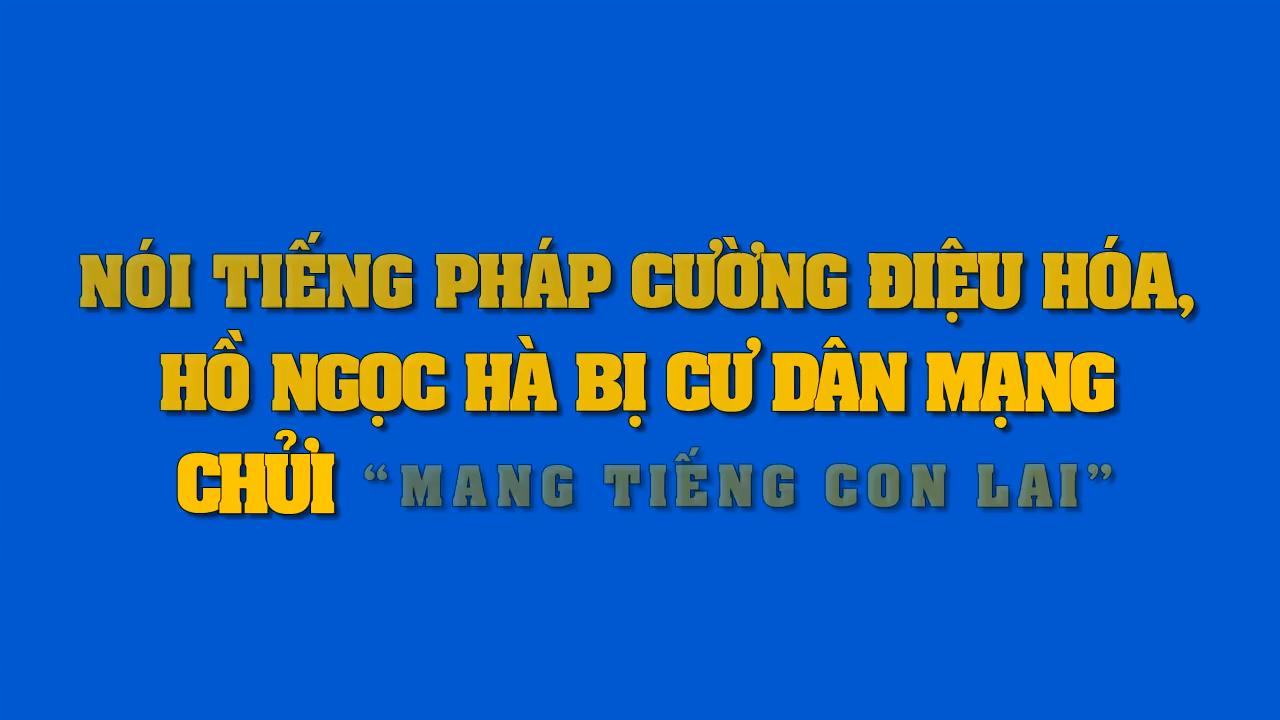 NÓI TIẾNG PHÁP CƯỜNG ĐIỆU HÓA,
HỒ NGỌC HÀ BỊ CƯ DÂN MẠNG
CHỬI “MANG TIẾNG CON LAI”